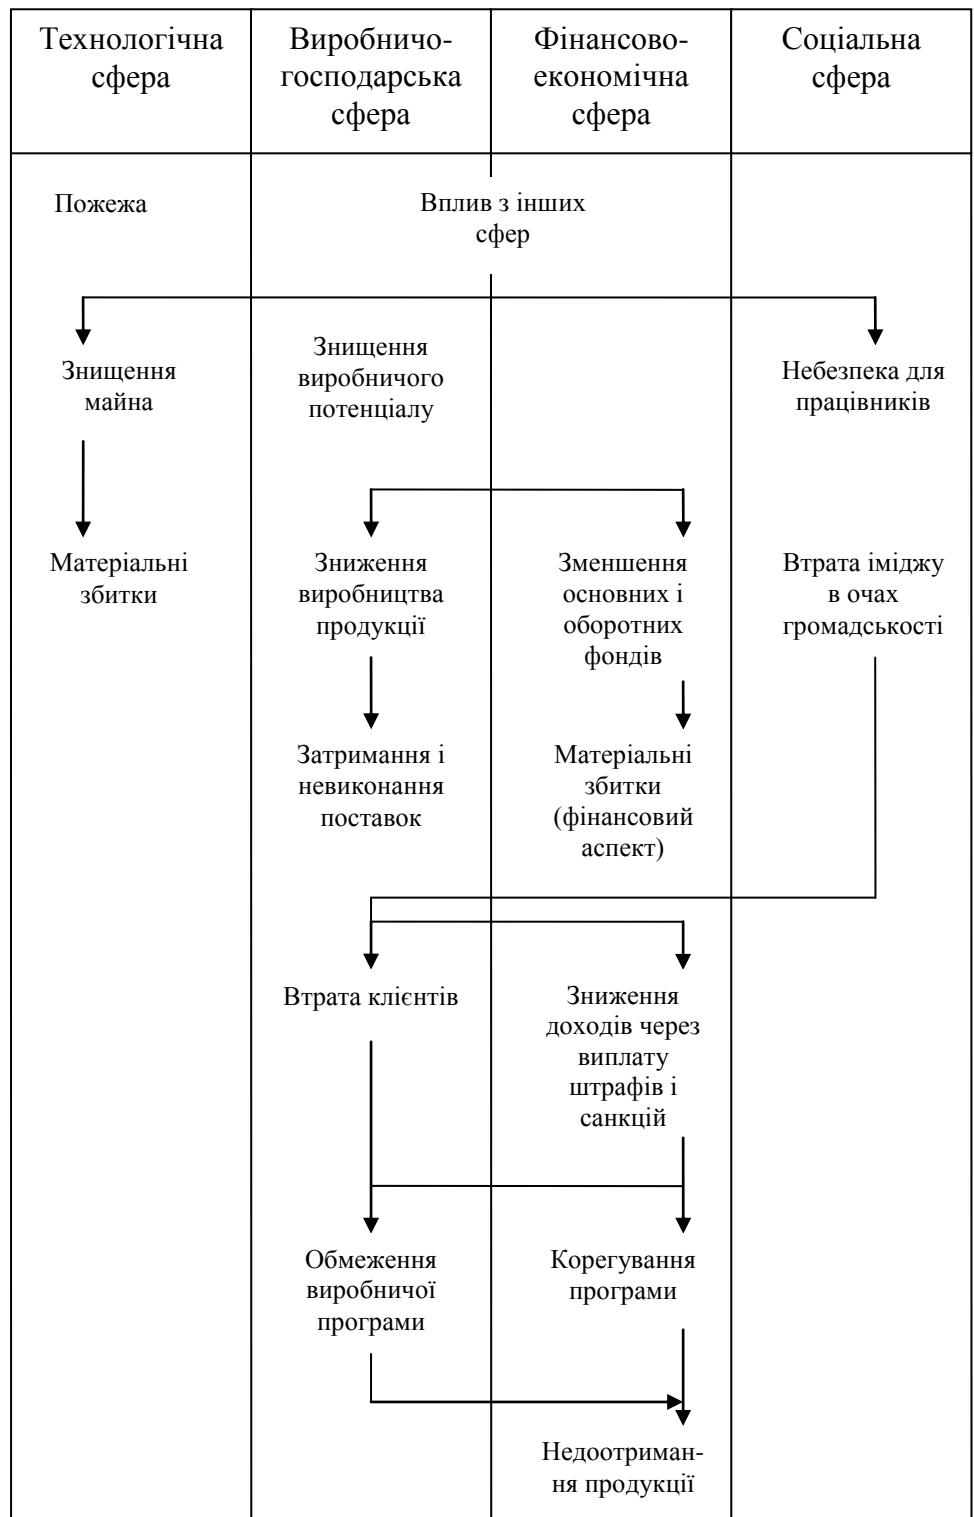 Технологічна
сфера
Виробничо-
господарська
сфера
Фінансово-
економічна
сфера
Соціальна
сфера
Пожежа
Вплив з інших
сфер
Знищення
майна
Знищення
виробничого
потенціалу
Небезпека для
працівників
Матеріальні
збитки
Зниження
виробництва
продукції
Зменшення
основних і
оборотних
фондів
Втрата іміджу
в очах
громадськості
Затримання і
невиконання
поставок
Матеріальні
збитки
(фінансовий
аспект)
Втрата клієнтів
Зниження
доходів через
виплату
штрафів і
санкцій
Обмеження
виробничої
програми
Корегування
програми
Недоотриман-
ня продукції